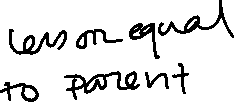 less or equal
to parent